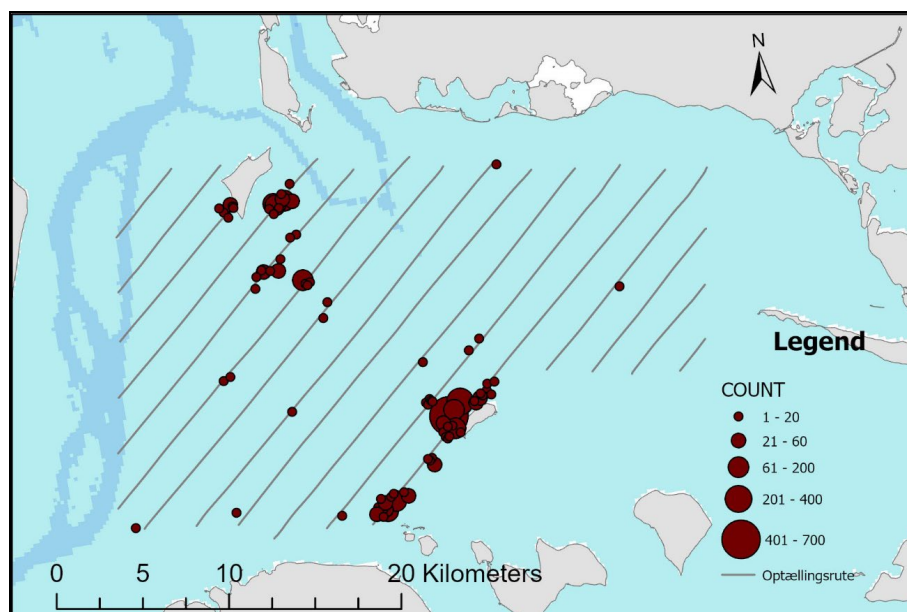 N
Legend
COUNT
1 - 20
21 - 60
61 - 200
201 - 400
401 - 700
Optællingsrute
0 5 10 20 Kilometers